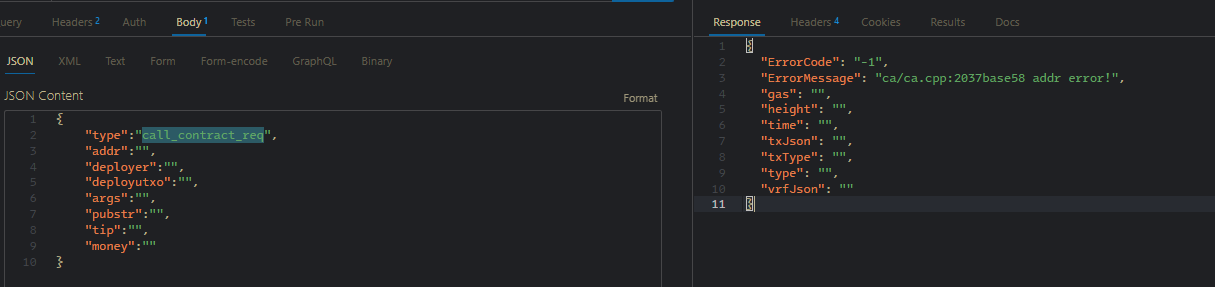 uery Headers 2 Auth Body 1 Tests Pre Run
JSON XML Text Form Form-encode GraphQL Binary
JSON Content Format
1 {
2 "type":"call_contract_req",
3 "addr":"",
4 "deployer":"",
5 "deployutxo":"",
6 "args":"",
7 "pubstr":"",
8 "tip":"",
9 "money":""
10 }
Response Headers 4 Cookies Results Docs
1 {
2 "ErrorCode": "-1",
3 "ErrorMessage": "ca/ca.cpp:2037base58 addr error!",
4 "gas": "",
5 "height": "",
6 "time": "",
7 "txJson": "",
8 "txType": "",
9 "type": "",
10 "vrfJson": ""
11 }